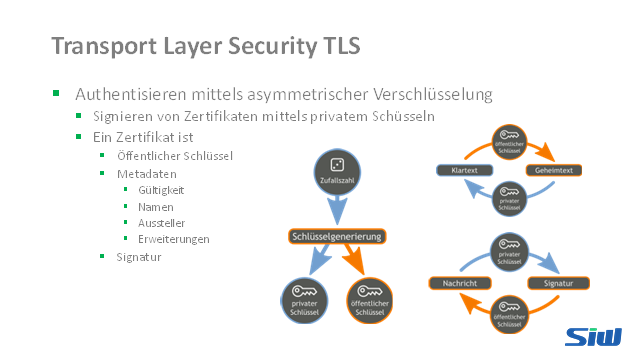 Transport Layer Security TLS
Authentisieren mittels asymmetrischer Verschlüsselung
Signieren von Zertifikaten mittels privatem Schüsseln
Ein Zertifikat ist
Öffentlicher Schlüssel
Metadaten
Gültigkeit
Namen
Aussteller
Erweiterungen
Signatur
Zufallszahl
Schlüsselgenerierung
privater
Schlüssel
öffentlicher
Schlüssel
öffentlicher
Schlüssel
Klartext
Geheimtext
privater
Schlüssel
privater
Schlüssel
Nachricht
Signatur
öffentlicher
Schlüssel
SIW